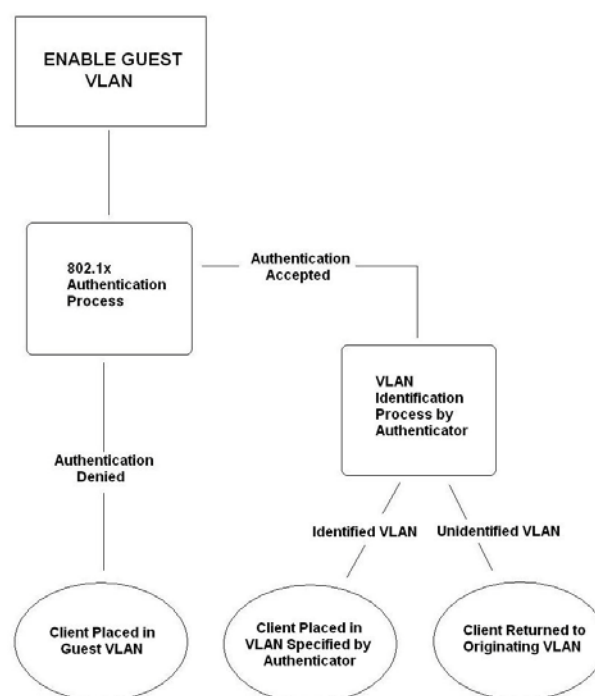 ENABLE GUEST
VLAN
802.1x
Authentication
Process
Authentication
Accepted
VLAN
Identification
Process by
Authenticator
Authentication
Denied
Identified VLAN
Unidentified VLAN
Client Placed in
Guest VLAN
Client Placed in
VLAN Specified by
Authenticator
Client Returned to
Originating VLAN